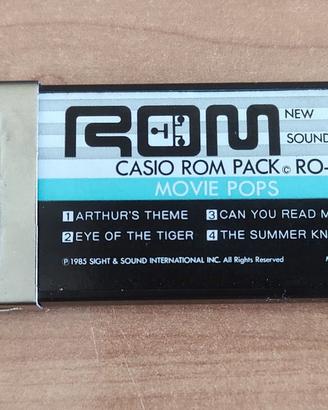 ROM NEW
SOUND
CASIO ROM PACK © RO-
MOVIE POPS
1 ARTHUR'S THEME 3 CAN YOU READ M
2 EYE OF THE TIGER 4 THE SUMMER KN
℗1985 SIGHT & SOUND INTERNATIONAL INC. All Rights Reserved